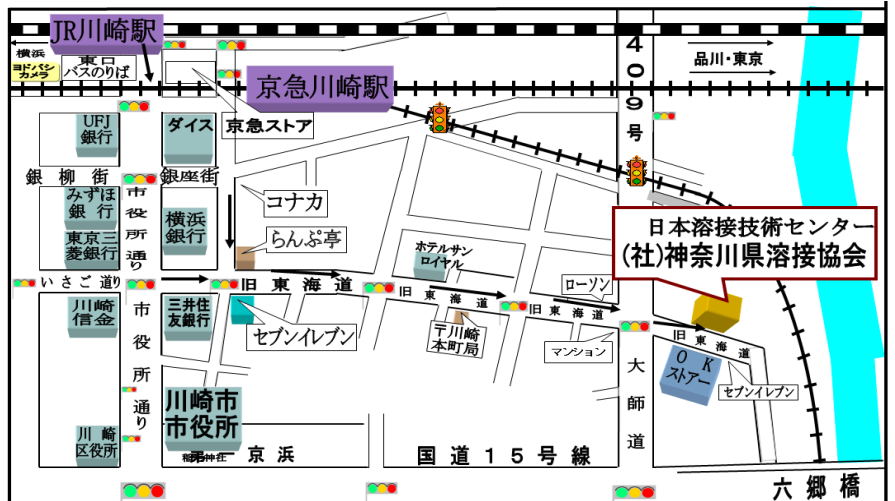 JR川崎駅
横浜
ヨドバシ
カメラ
東口
バスのりば
京急川崎駅
409号
品川・東京
UFJ
銀行
ダイス
京急ストア
銀柳街
銀座街
みずほ
銀行
市役所通り
横浜
銀行
コナカ
らんぷ亭
東京三
菱銀行
ホテルサン
ロイヤル
日本溶接技術センター
(社)神奈川県溶接協会
いさご通り
旧東海道
旧東海道
ローソン
旧東海道
川崎
信金
市役所通り
三井住
友銀行
セブンイレブン
〒川崎
本町局
マンション
旧東海道
OK
ストアー
セブンイレブン
大師道
川崎市
市役所
川崎
区役所
稲毛神社
第一京浜
国道15号線
六郷橋